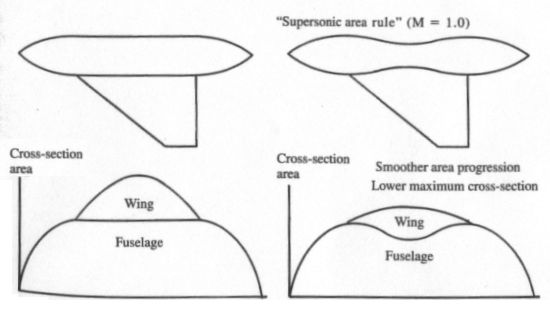 “Supersonic area rule” (M = 1.0)
Cross-section
area
Wing
Fuselage
Cross-section
area
Smoother area progression
Lower maximum cross-section
Wing
Fuselage